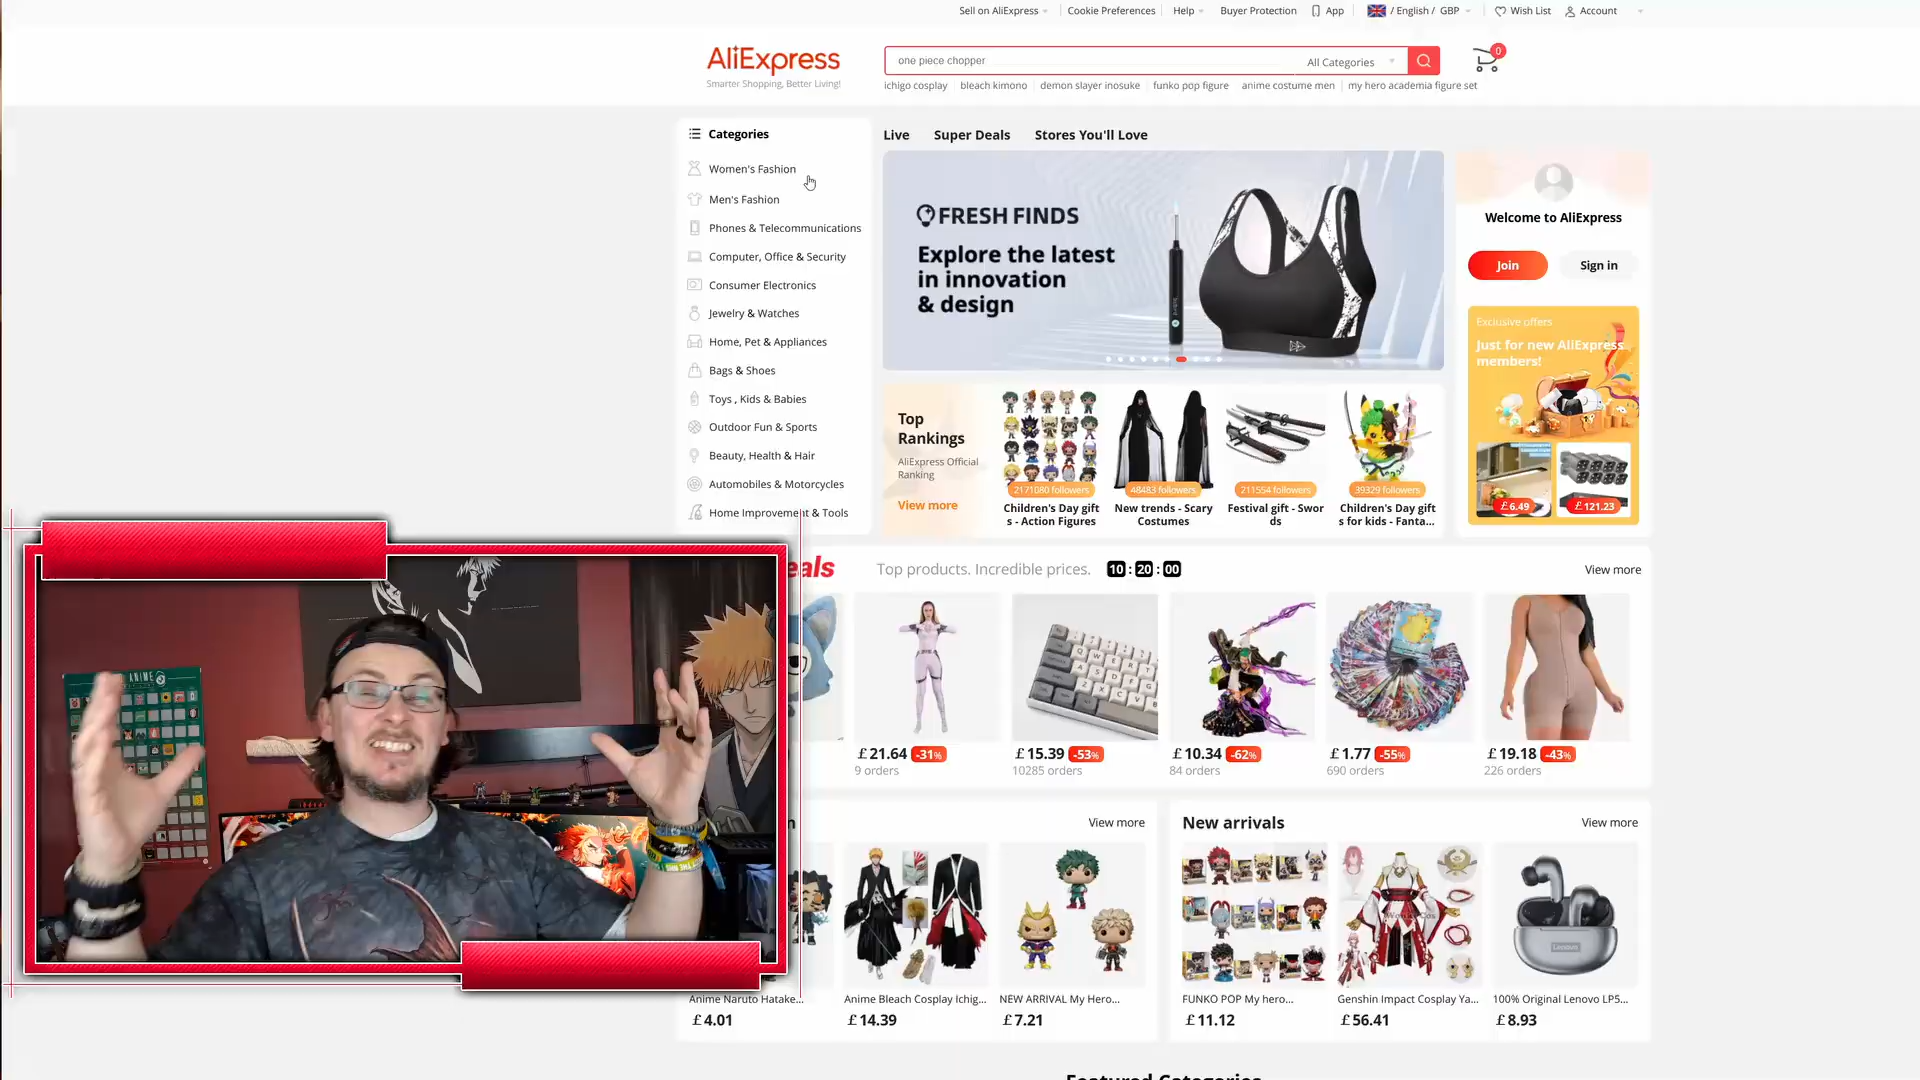 Sell on AliExpress
Cookie Preferences
Help
Buyer Protection
App
/ English / GBP
Wish List
Account
AliExpress
Smarter Shopping, Better Living!
one piece chopper
All Categories
0
ichigo cosplay
bleach kimono
demon slayer inosuke
funko pop figure
anime costume men
my hero academia figure set
Categories
Women's Fashion
Men's Fashion
Phones & Telecommunications
Computer, Office & Security
Consumer Electronics
Jewelry & Watches
Home, Pet & Appliances
Bags & Shoes
Toys , Kids & Babies
Outdoor Fun & Sports
Beauty, Health & Hair
Automobiles & Motorcycles
Home Improvement & Tools
Live
Super Deals
Stores You'll Love
FRESH FINDS
Explore the latest
in innovation
& design
Welcome to AliExpress
Join
Sign in
Exclusive offers
Just for new AliExpress
members!
£6.49
£121.23
Top
Rankings
AliExpress Official
Ranking
View more
2171080 followers
Children's Day gift
s - Action Figures
48483 followers
New trends - Scary
Costumes
211554 followers
Festival gift - Swor
ds
39329 followers
Children's Day gift
s for kids - Fanta...
eals
Top products. Incredible prices.
10 : 20 : 00
View more
£21.64 -31%
9 orders
£15.39 -53%
10285 orders
£10.34 -62%
84 orders
£1.77 -55%
690 orders
£19.18 -43%
226 orders
n
View more
Anime Naruto Hatake...
£4.01
Anime Bleach Cosplay Ichig...
£14.39
NEW ARRIVAL My Hero...
£7.21
New arrivals
View more
FUNKO POP My hero...
£11.12
Genshin Impact Cosplay Ya...
£56.41
Lenovo
100% Original Lenovo LP5...
£8.93
ANIME
Featured Categories